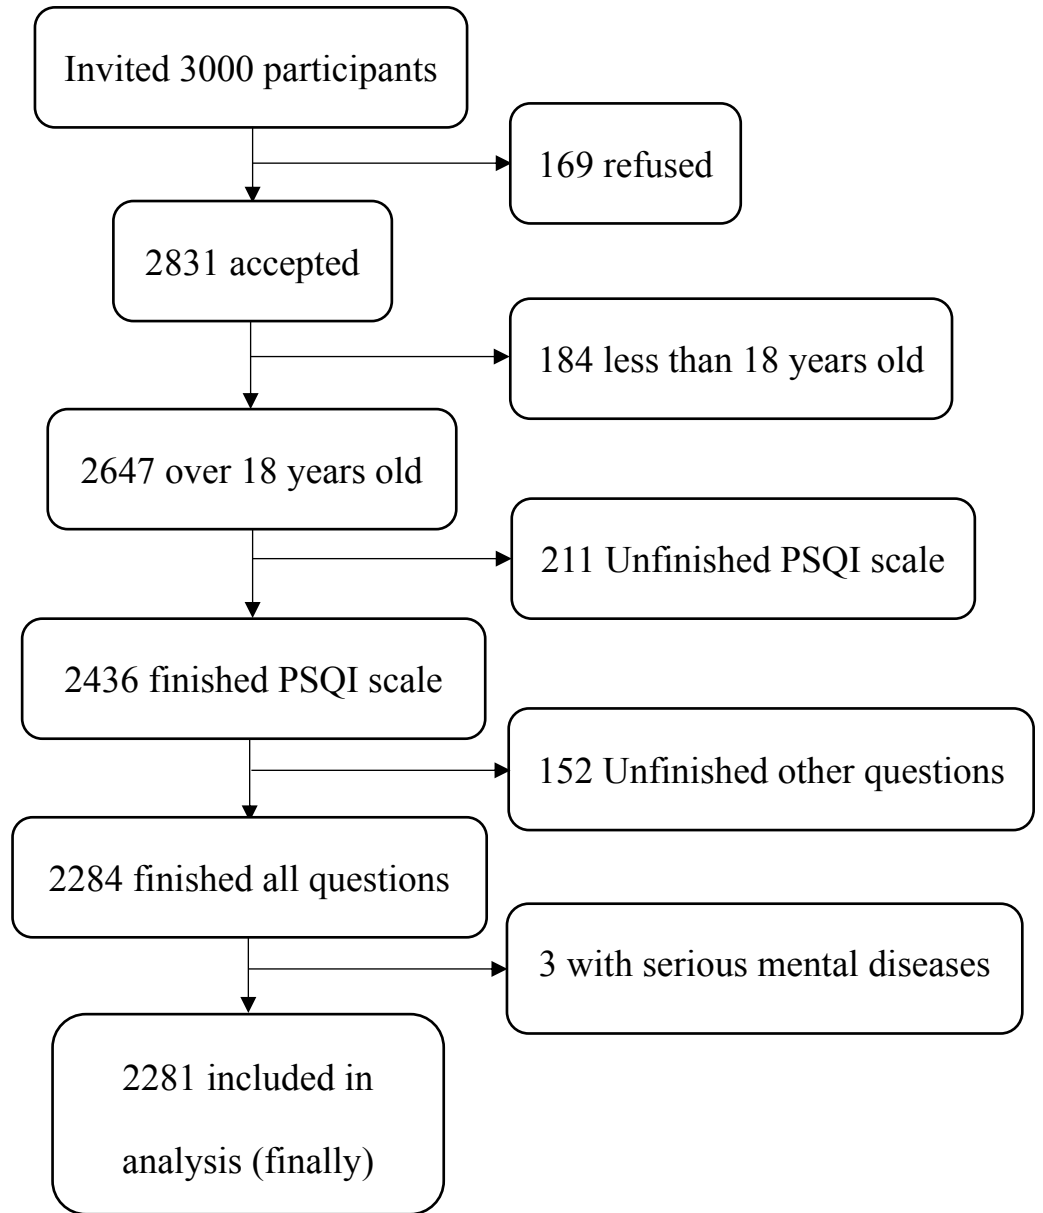 Invited 3000 participants
169 refused
2831 accepted
184 less than 18 years old
2647 over 18 years old
211 Unfinished PSQI scale
2436 finished PSQI scale
152 Unfinished other questions
2284 finished all questions
3 with serious mental diseases
2281 included in
analysis (finally)